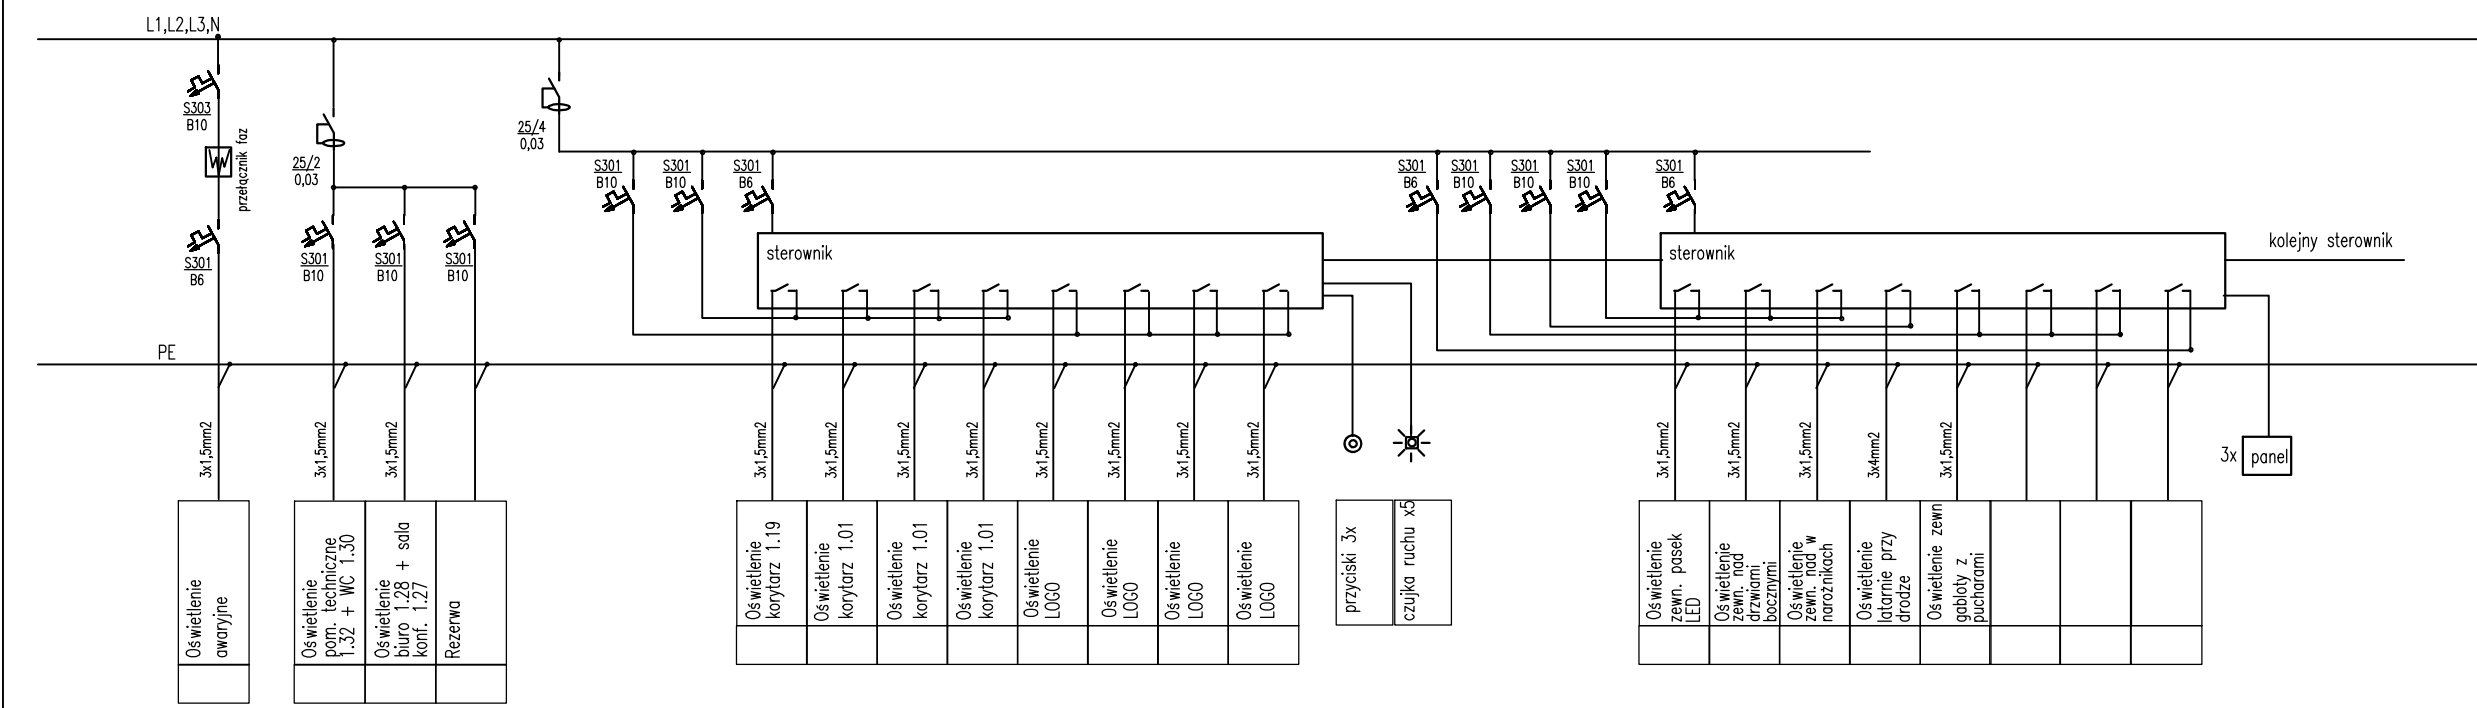 L1,L2,L3,N
S303
B10
przełącznik faz
S301
B6
25/2
0,03
S301
B10
S301
B10
S301
B10
25/4
0,03
S301
B10
S301
B10
S301
B6
S301
B6
S301
B10
S301
B10
S301
B10
S301
B6
sterownik
sterownik
kolejny sterownik
PE
3x1,5mm2
3x1,5mm2
3x1,5mm2
3x1,5mm2
3x1,5mm2
3x1,5mm2
3x1,5mm2
3x1,5mm2
3x1,5mm2
3x1,5mm2
3x1,5mm2
3x1,5mm2
3x1,5mm2
3x1,5mm2
3x4mm2
3x1,5mm2
3x
panel
Oświetlenie
awaryjne
Oświetlenie
pom. techniczne
1.32 + WC 1.30
Oświetlenie
biuro 1.28 + sala
konf. 1.27
Rezerwa
Oświetlenie
korytarz 1.19
Oświetlenie
korytarz 1.01
Oświetlenie
korytarz 1.01
Oświetlenie
korytarz 1.01
Oświetlenie
LOGO
Oświetlenie
LOGO
Oświetlenie
LOGO
Oświetlenie
LOGO
przyciski 3x
czujka ruchu x5
Oświetlenie
zewn. pasek
LED
Oświetlenie
zewn. nad
drzwiami
bocznymi
Oświetlenie
zewn. nad w
narożnikach
Oświetlenie
latarnie przy
drodze
Oświetlenie zewn
gabloty z
pucharami